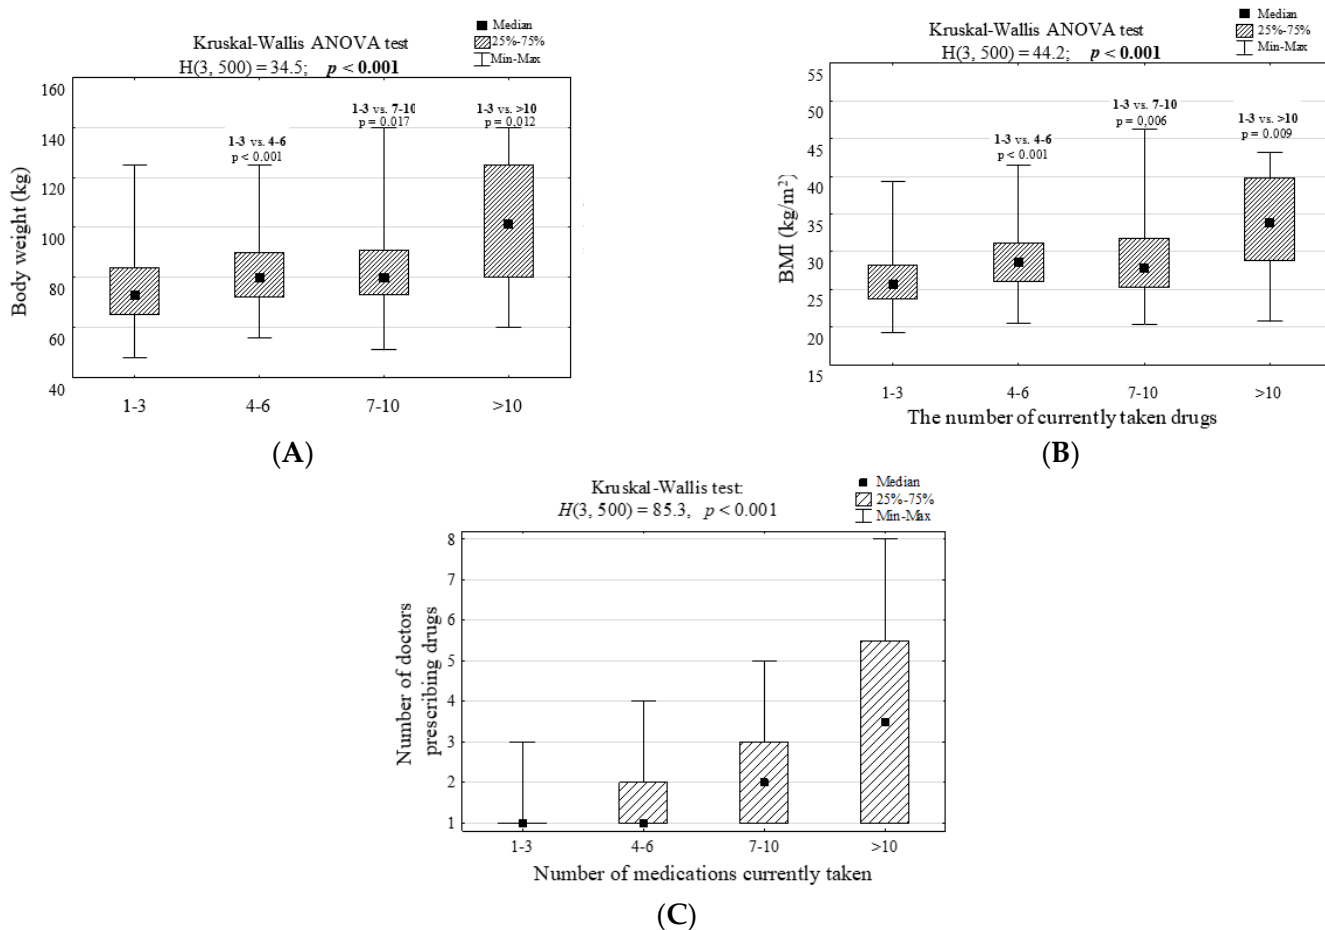 Kruskal-Wallis ANOVA test
H(3, 500) = 34.5; p < 0.001
Median
25%-75%
Min-Max
Body weight (kg)
160
140
120
100
80
60
40
1-3 vs. 4-6
p < 0.001
1-3 vs. 7-10
p = 0.017
1-3 vs. >10
p = 0,012
1-3
4-6
7-10
>10
(A)
Kruskal-Wallis ANOVA test
H(3, 500) = 44.2; p < 0.001
Median
25%-75%
Min-Max
BMI (kg/m²)
55
50
45
40
35
30
25
20
15
1-3 vs. 4-6
p < 0.001
1-3 vs. 7-10
p = 0,006
1-3 vs. >10
p = 0.009
1-3
4-6
7-10
>10
The number of currently taken drugs
(B)
Kruskal-Wallis test:
H(3, 500) = 85.3, p < 0.001
Median
25%-75%
Min-Max
Number of doctors
prescribing drugs
8
7
6
5
4
3
2
1
1-3
4-6
7-10
>10
Number of medications currently taken
(C)